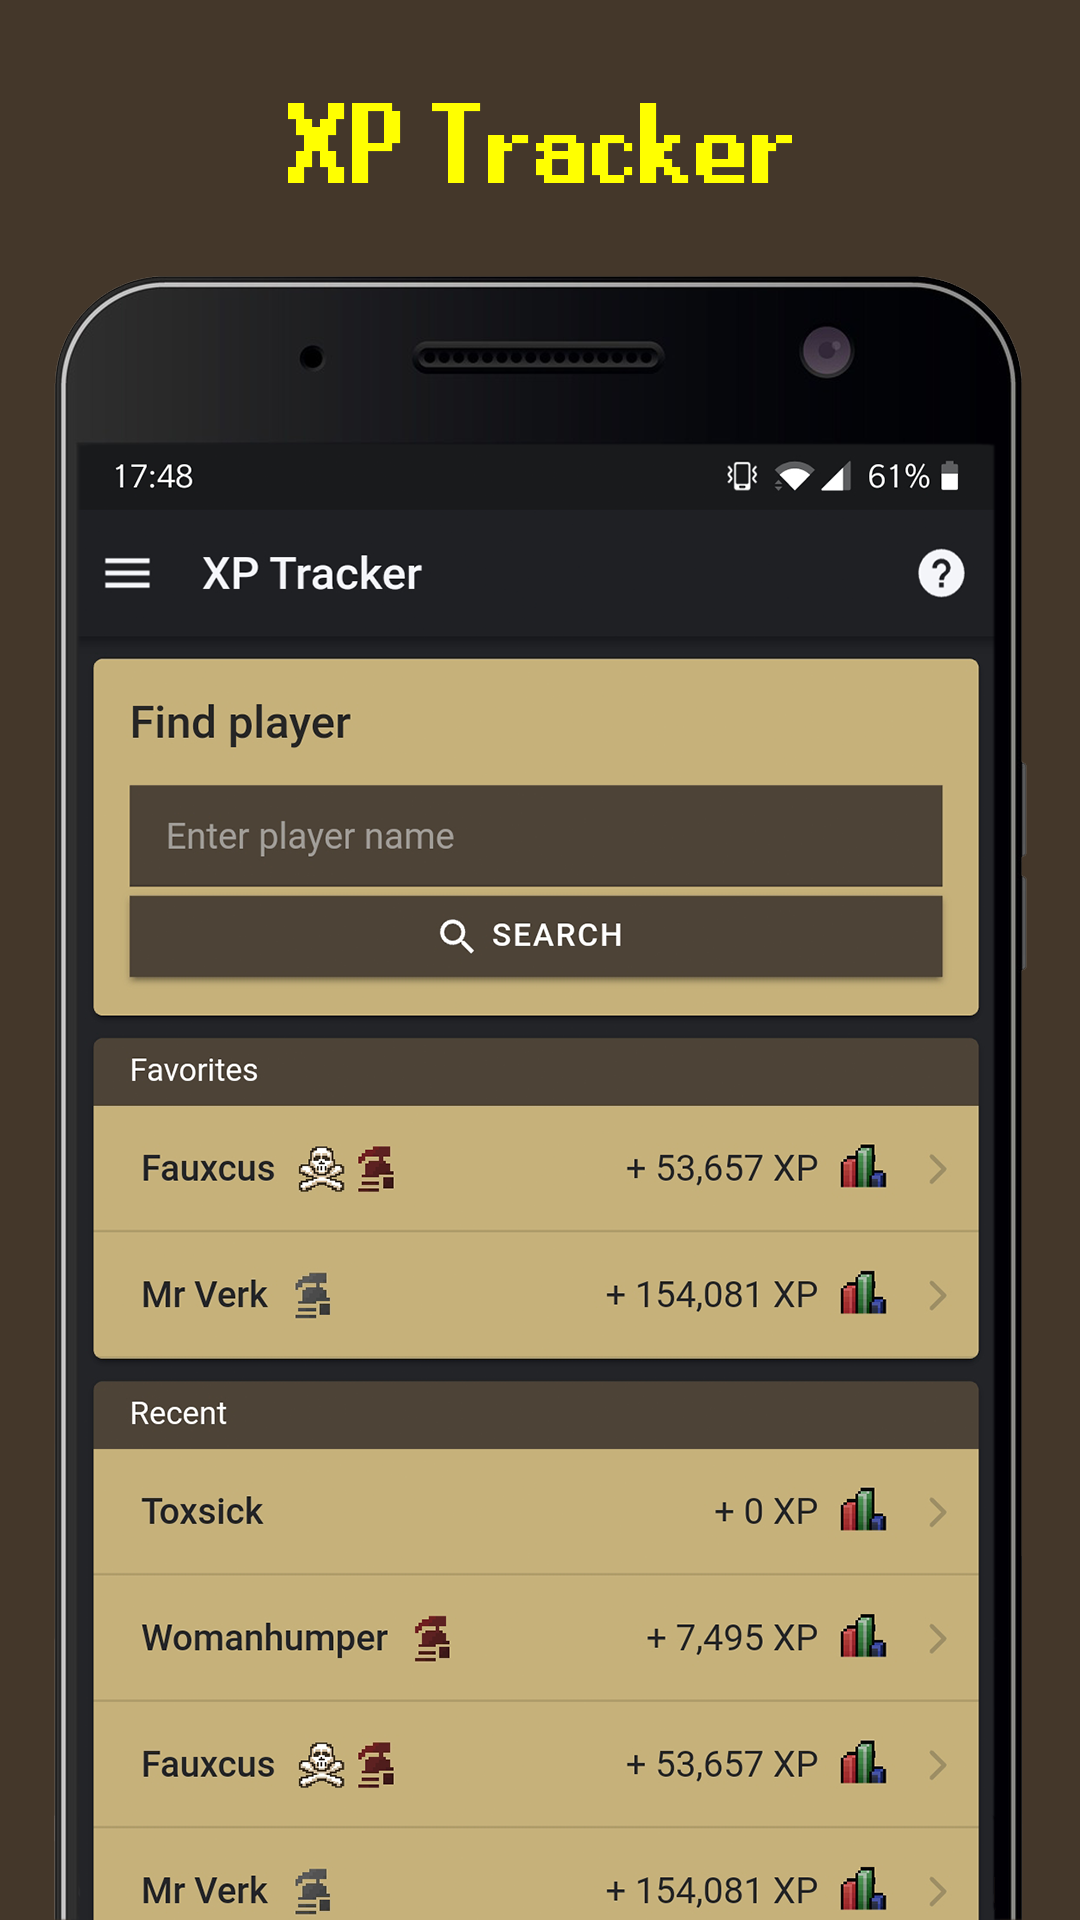 XP Tracker
17:48 61%
XP Tracker ?
Find player
Enter player name
SEARCH
Favorites
Fauxcus + 53,657 XP
Mr Verk + 154,081 XP
Recent
Toxsick + 0 XP
Womanhumper + 7,495 XP
Fauxcus + 53,657 XP
Mr Verk + 154,081 XP